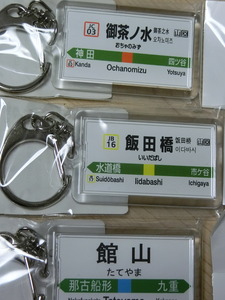 JC
03
御茶ノ水
おちゃのみず
神田
四ツ谷
Kanda
Ochanomizu
Yotsuya
JB
16
飯田橋
いいだばし
水道橋
市ケ谷
Suidōbashi
Iidabashi
Ichigaya
館山
たてやま
那古船形
九重